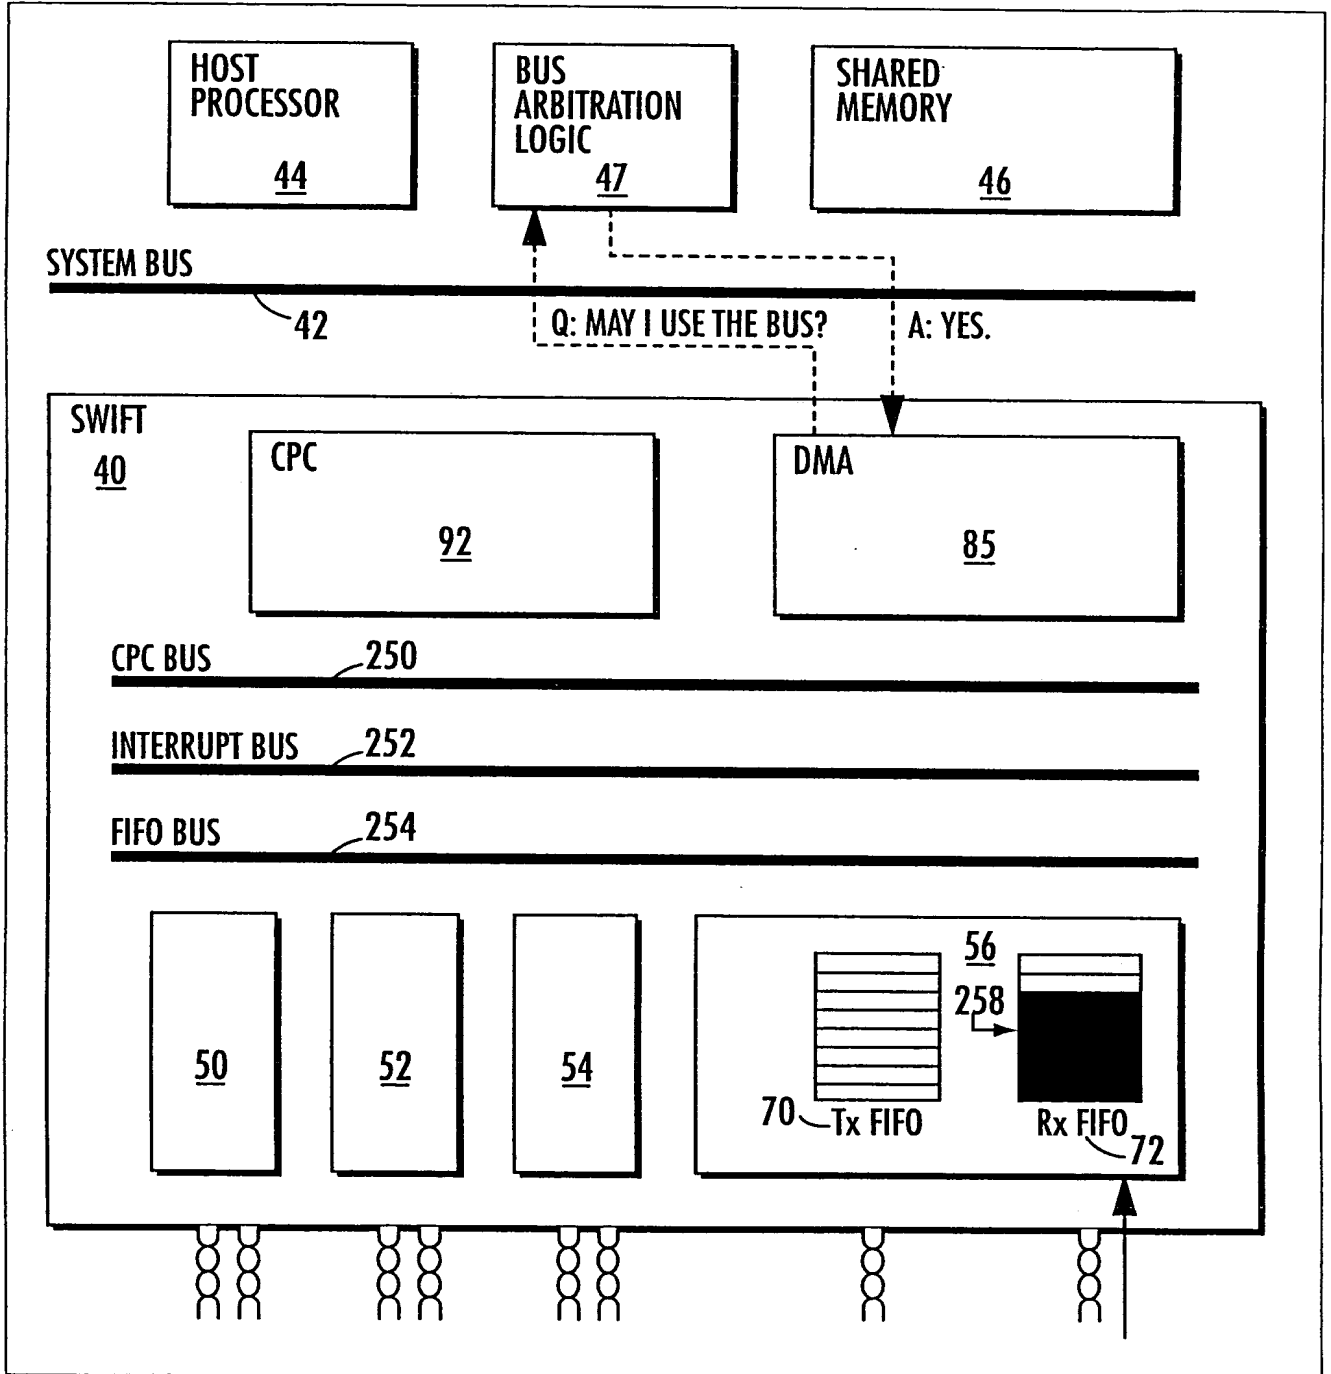 HOST
PROCESSOR
44
BUS
ARBITRATION
LOGIC
47
SHARED
MEMORY
46
SYSTEM BUS
42
Q: MAY I USE THE BUS?
A: YES.
SWIFT
40
CPC
92
DMA
85
CPC BUS
250
INTERRUPT BUS
252
FIFO BUS
254
50
52
54
56
258
70
Tx FIFO
Rx FIFO
72